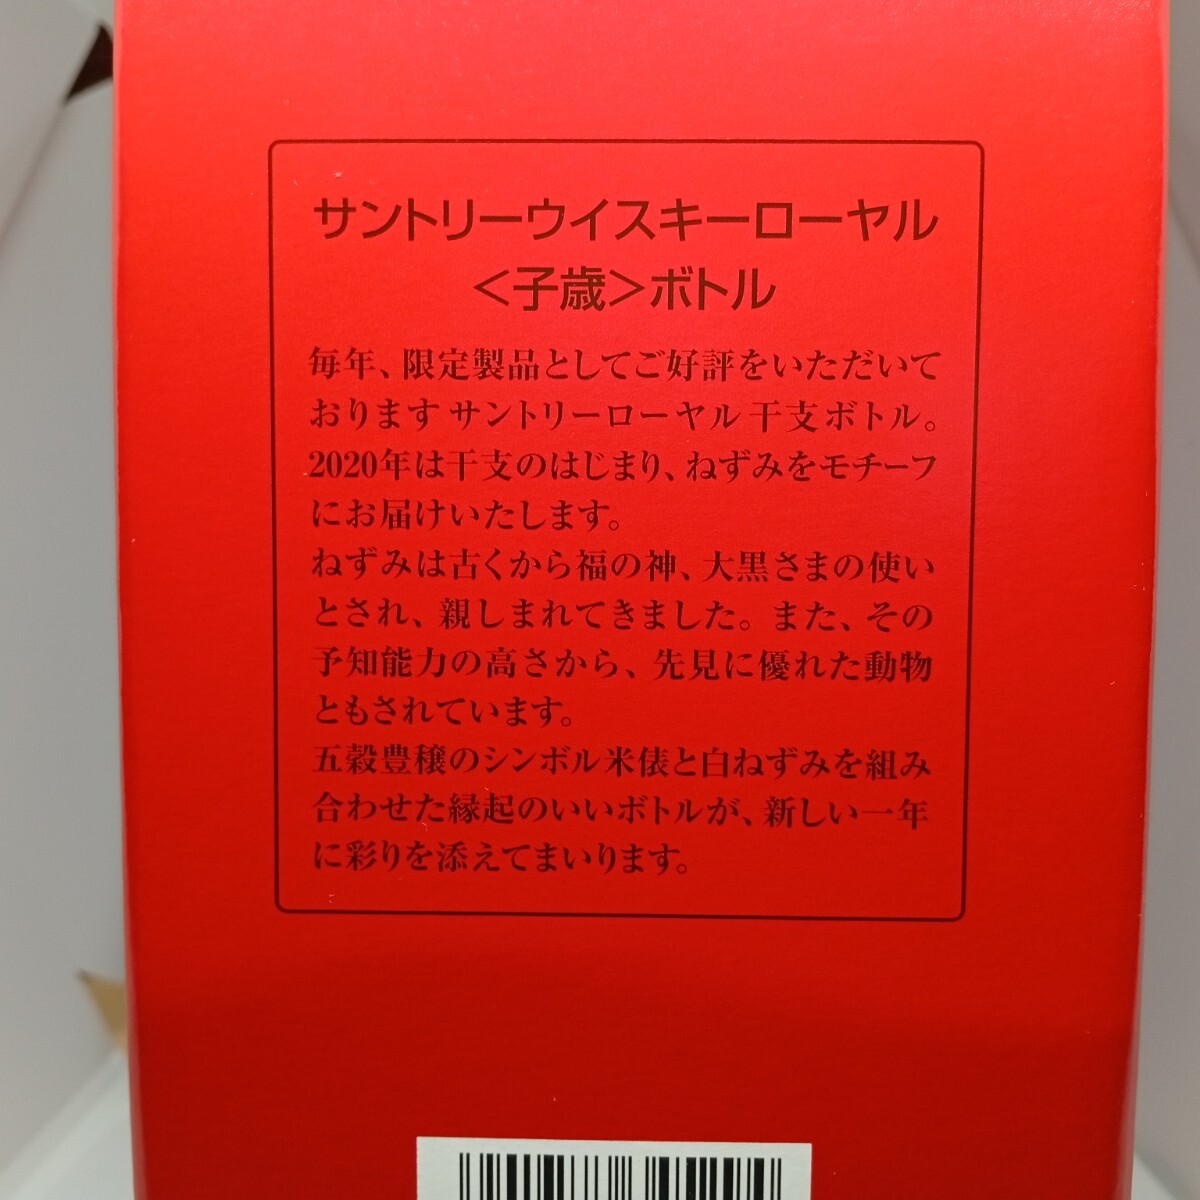 サントリーウイスキーローヤル
＜子歳＞ボトル
毎年、限定製品としてご好評をいただいて
おります サントリーローヤル 干支ボトル。
2020年は干支のはじまり、ねずみをモチーフ
にお届けいたします。
ねずみは古くから福の神、大黒さまの使い
とされ、親しまれてきました。また、その
予知能力の高さから、先見に優れた動物
ともされています。
五穀豊穣のシンボル米俵と白ねずみを組み
合わせた縁起のいいボトルが、新しい一年
に彩りを添えてまいります。